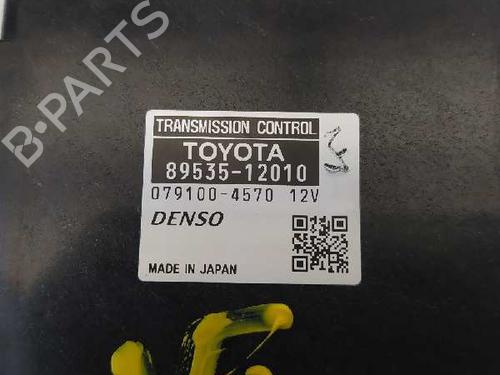 B-PARTS
TRANSMISSION CONTROL
TOYOTA
89535-12010
079100-4570 12V
DENSO
MADE IN JAPAN